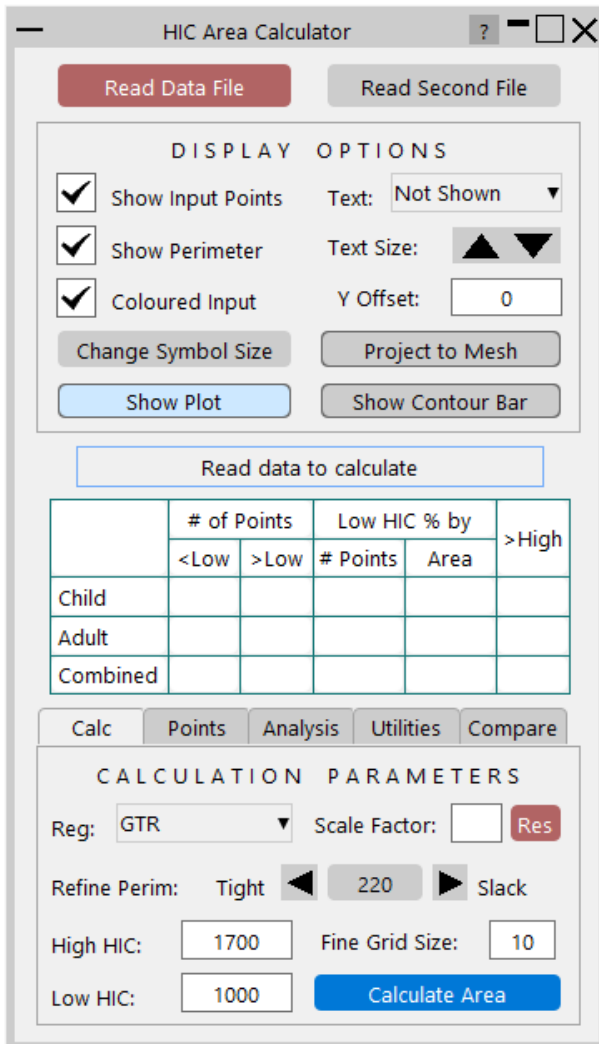 HIC Area Calculator ?
Read Data File Read Second File
DISPLAY OPTIONS
Show Input Points Text: Not Shown
Show Perimeter Text Size:
Coloured Input Y Offset: 0
Change Symbol Size Project to Mesh
Show Plot Show Contour Bar
Read data to calculate
# of Points Low HIC % by >High
<Low >Low # Points Area
Child
Adult
Combined
Calc Points Analysis Utilities Compare
CALCULATION PARAMETERS
Reg: GTR Scale Factor: Res
Refine Perim: Tight 220 Slack
High HIC: 1700 Fine Grid Size: 10
Low HIC: 1000 Calculate Area